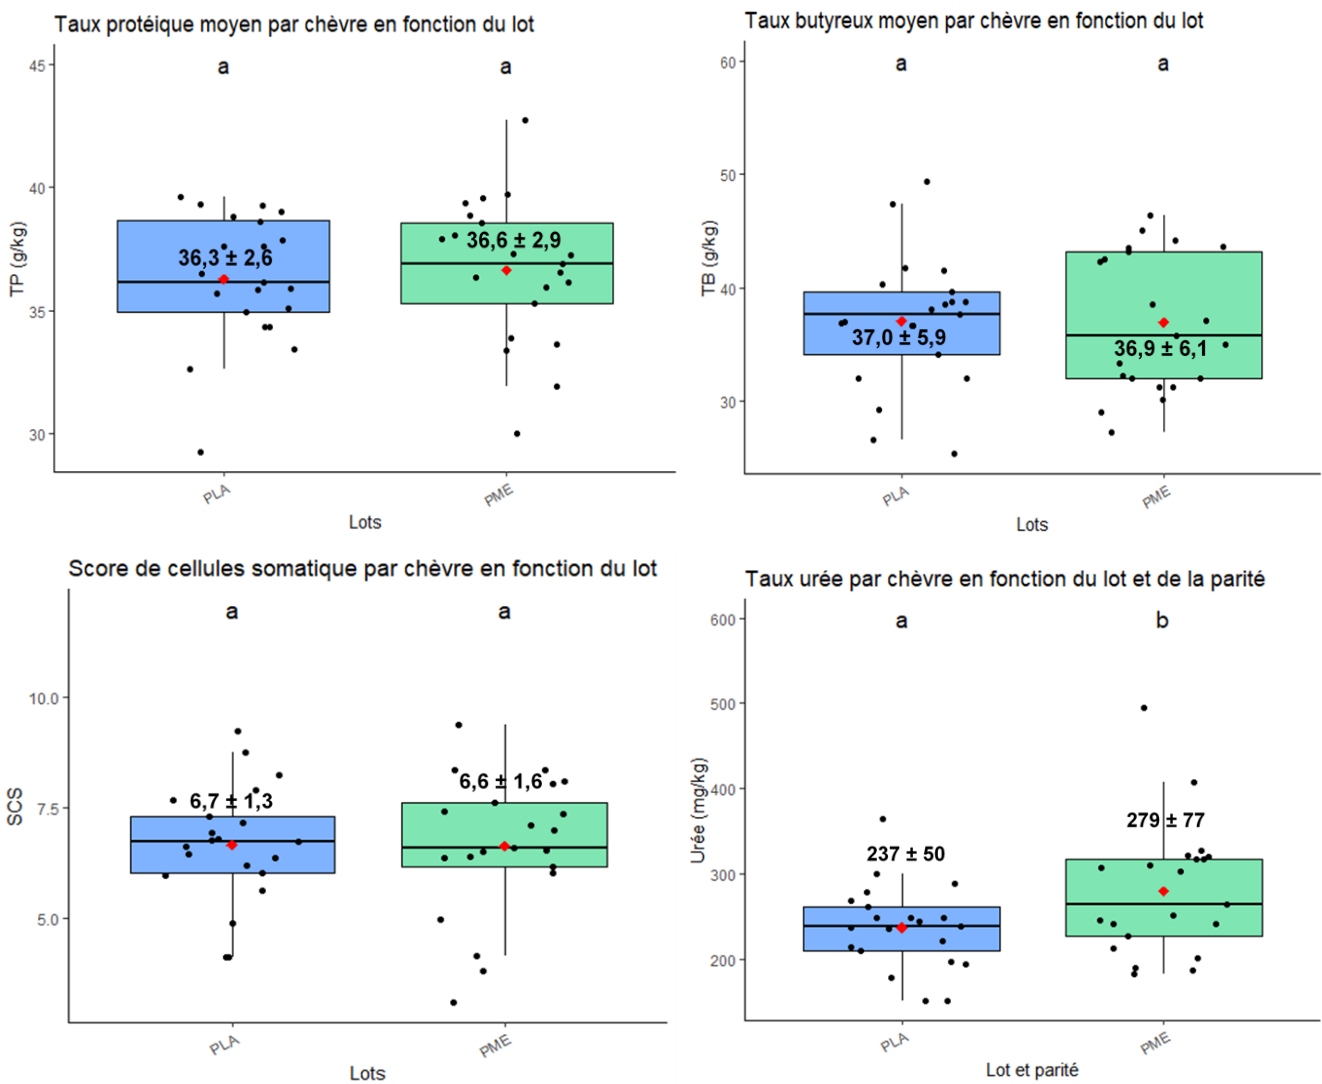 Taux protéique moyen par chèvre en fonction du lot
TP (g/kg)
45
40
35
30
a
a
36,3 ± 2,6
36,6 ± 2,9
PLA
PME
Lots
Taux butyreux moyen par chèvre en fonction du lot
TB (g/kg)
60
50
40
30
a
a
37,0 ± 5,9
36,9 ± 6,1
PLA
PME
Lots
Score de cellules somatique par chèvre en fonction du lot
SCS
10.0
7.5
5.0
a
a
6,7 ± 1,3
6,6 ± 1,6
PLA
PME
Lots
Taux urée par chèvre en fonction du lot et de la parité
Urée (mg/kg)
600
500
400
300
200
a
b
237 ± 50
279 ± 77
PLA
PME
Lot et parité